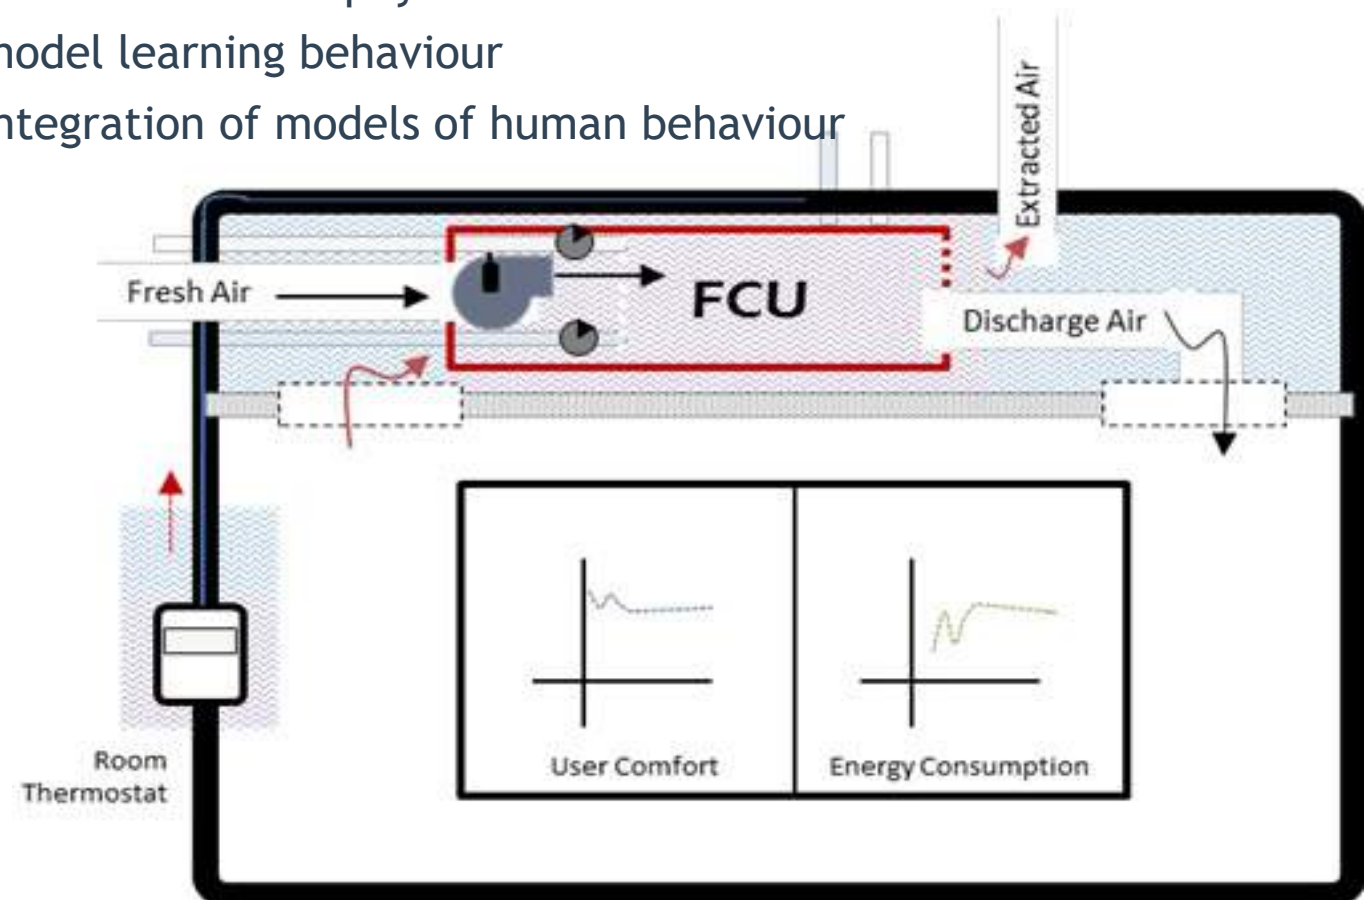 model learning behaviour
ntegration of models of human behaviour
Extracted Air
Fresh Air
FCU
Discharge Air
Room
Thermostat
User Comfort
Energy Consumption